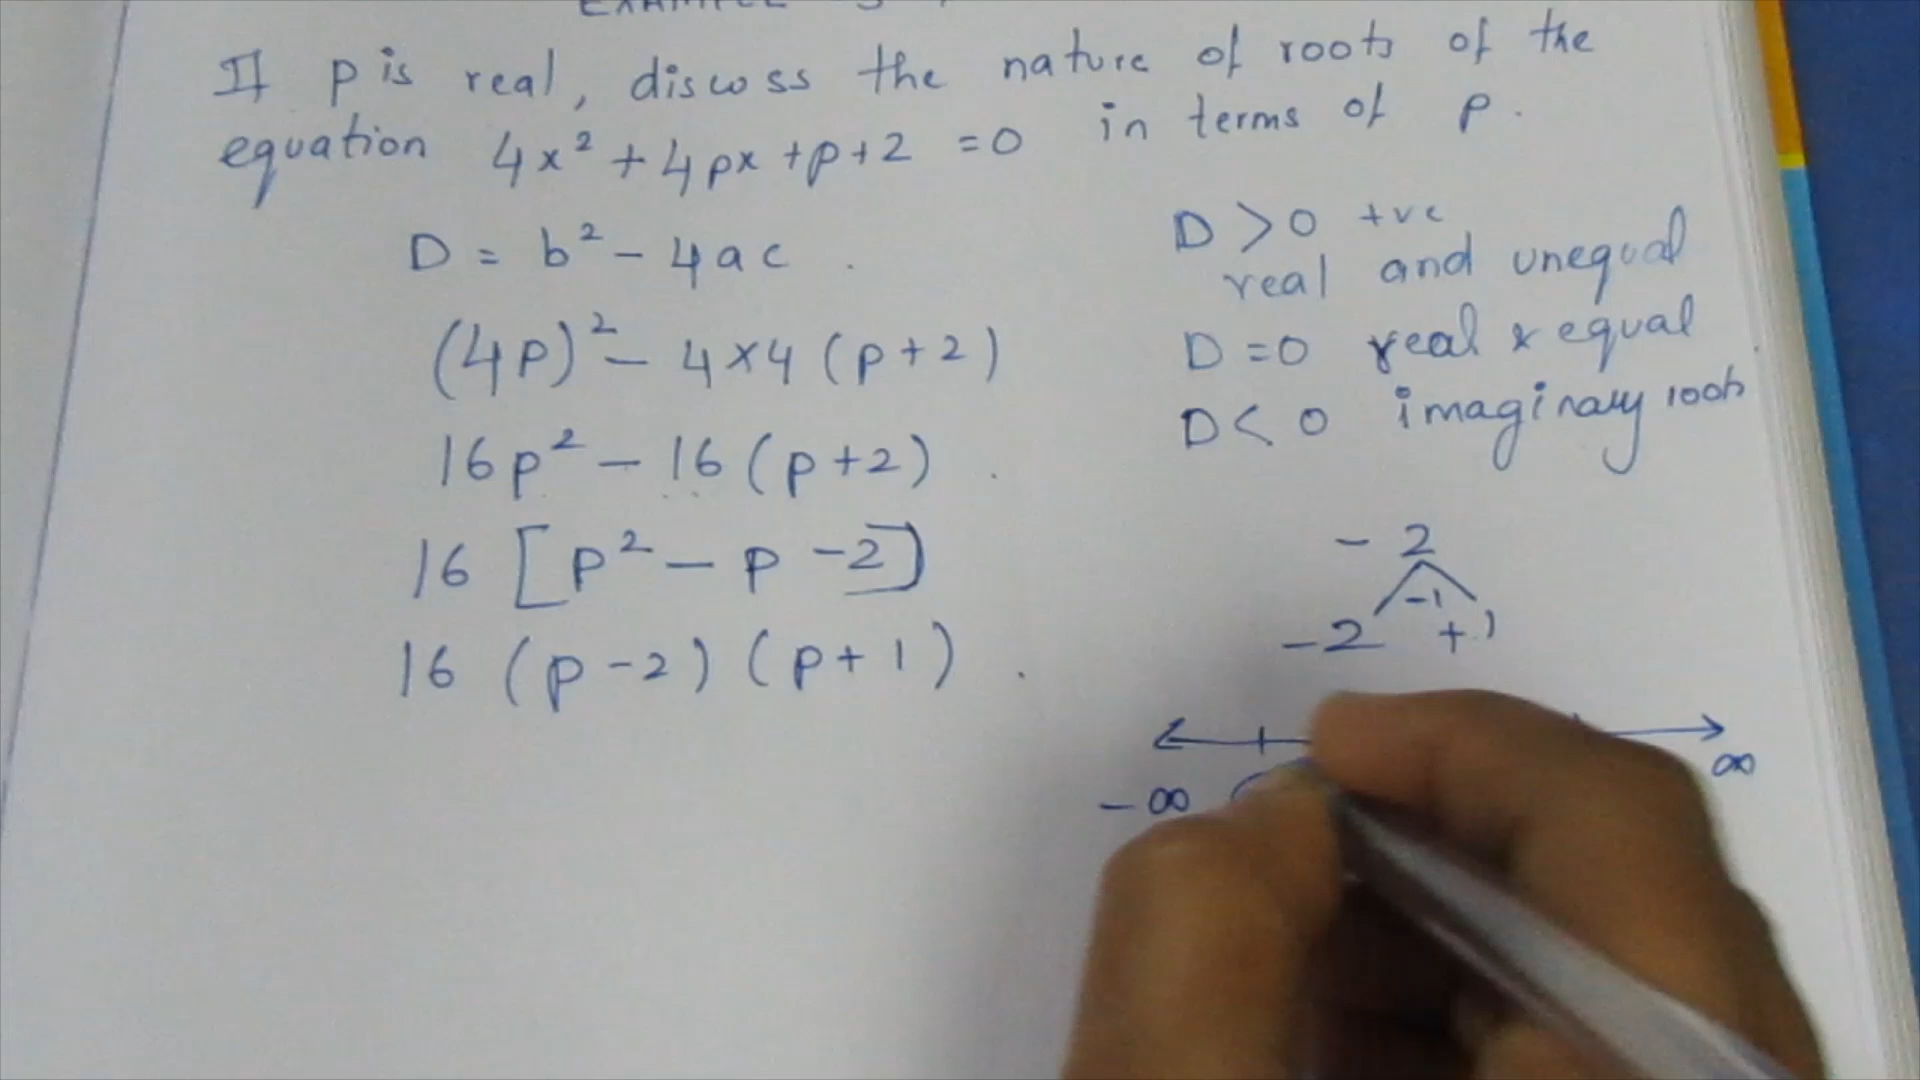 If p is real, discuss the nature of roots of the
equation 4x² + 4px + p + 2 = 0 in terms of p.
D = b² - 4ac
(4P)² - 4×4 (p+2)
16p² - 16 (p+2)
16 [p² - p - 2]
16 (p-2) (p+1)
D > 0 +ve
real and unequal
D = 0 real & equal
D < 0 imaginary roots
- 2
-1
-2 +1
-∞ ∞